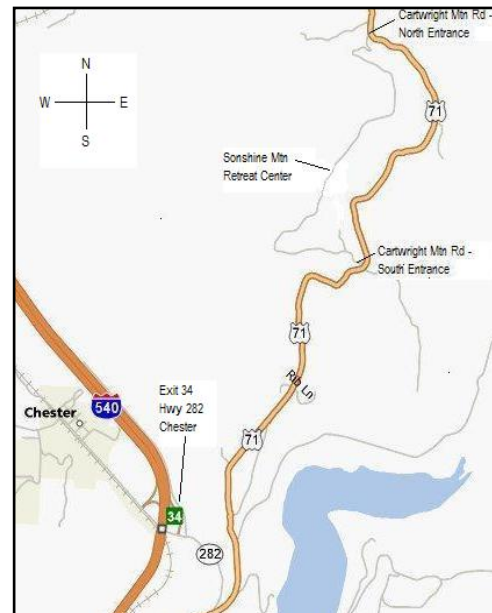 Cartwright Mtn Rd -
North Entrance
N
W E
S
71
Sonshine Mtn
Retreat Center
Cartwright Mtn Rd -
South Entrance
71
Rib Ln
Exit 34
Hwy 282
Chester
540
Chester
71
34
282